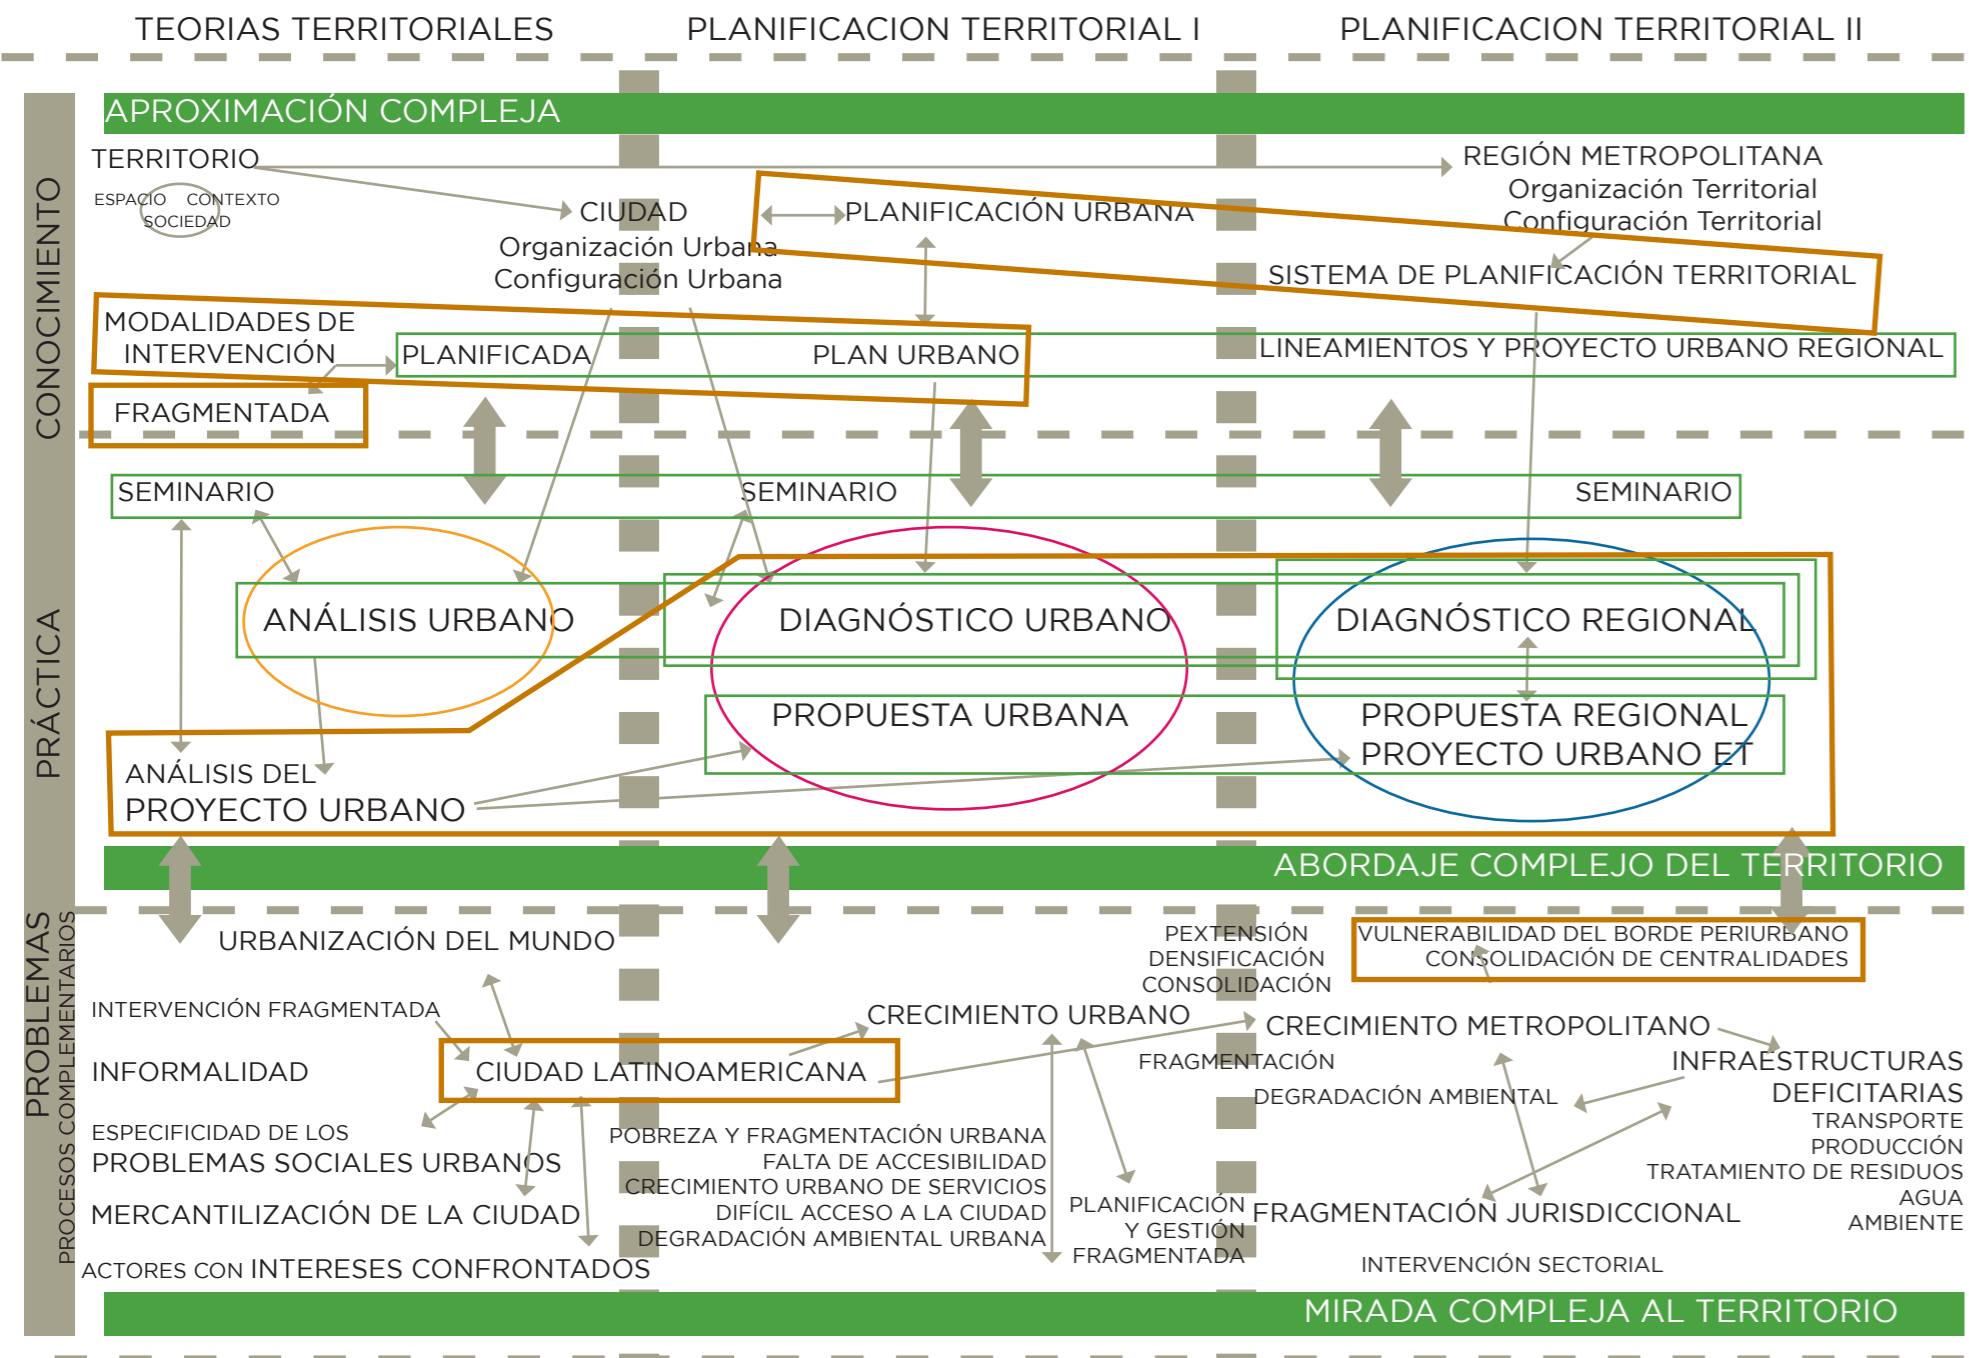 TEORIAS TERRITORIALES
PLANIFICACION TERRITORIAL I
PLANIFICACION TERRITORIAL II
APROXIMACIÓN COMPLEJA
CONOCIMIENTO
TERRITORIO
ESPACIO CONTEXTO
SOCIEDAD
CIUDAD
Organización Urbana
Configuración Urbana
PLANIFICACIÓN URBANA
REGIÓN METROPOLITANA
Organización Territorial
Configuración Territorial
SISTEMA DE PLANIFICACIÓN TERRITORIAL
MODALIDADES DE
INTERVENCIÓN
PLANIFICADA
PLAN URBANO
LINEAMIENTOS Y PROYECTO URBANO REGIONAL
FRAGMENTADA
PRÁCTICA
SEMINARIO
SEMINARIO
SEMINARIO
ANÁLISIS URBANO
DIAGNÓSTICO URBANO
DIAGNÓSTICO REGIONAL
PROPUESTA URBANA
PROPUESTA REGIONAL
PROYECTO URBANO ET
ANÁLISIS DEL
PROYECTO URBANO
ABORDAJE COMPLEJO DEL TERRITORIO
PROBLEMAS
PROCESOS COMPLEMENTARIOS
URBANIZACIÓN DEL MUNDO
INTERVENCIÓN FRAGMENTADA
INFORMALIDAD
CIUDAD LATINOAMERICANA
ESPECIFICIDAD DE LOS
PROBLEMAS SOCIALES URBANOS
MERCANTILIZACIÓN DE LA CIUDAD
ACTORES CON INTERESES CONFRONTADOS
CRECIMIENTO URBANO
POBREZA Y FRAGMENTACIÓN URBANA
FALTA DE ACCESIBILIDAD
CRECIMIENTO URBANO DE SERVICIOS
DIFÍCIL ACCESO A LA CIUDAD
DEGRADACIÓN AMBIENTAL URBANA
PLANIFICACIÓN
Y GESTIÓN
FRAGMENTADA
PEXTENSIÓN
DENSIFICACIÓN
CONSOLIDACIÓN
VULNERABILIDAD DEL BORDE PERIURBANO
CONSOLIDACIÓN DE CENTRALIDADES
CRECIMIENTO METROPOLITANO
FRAGMENTACIÓN
DEGRADACIÓN AMBIENTAL
INFRAESTRUCTURAS
DEFICITARIAS
TRANSPORTE
PRODUCCIÓN
TRATAMIENTO DE RESIDUOS
AGUA
AMBIENTE
FRAGMENTACIÓN JURISDICCIONAL
INTERVENCIÓN SECTORIAL
MIRADA COMPLEJA AL TERRITORIO